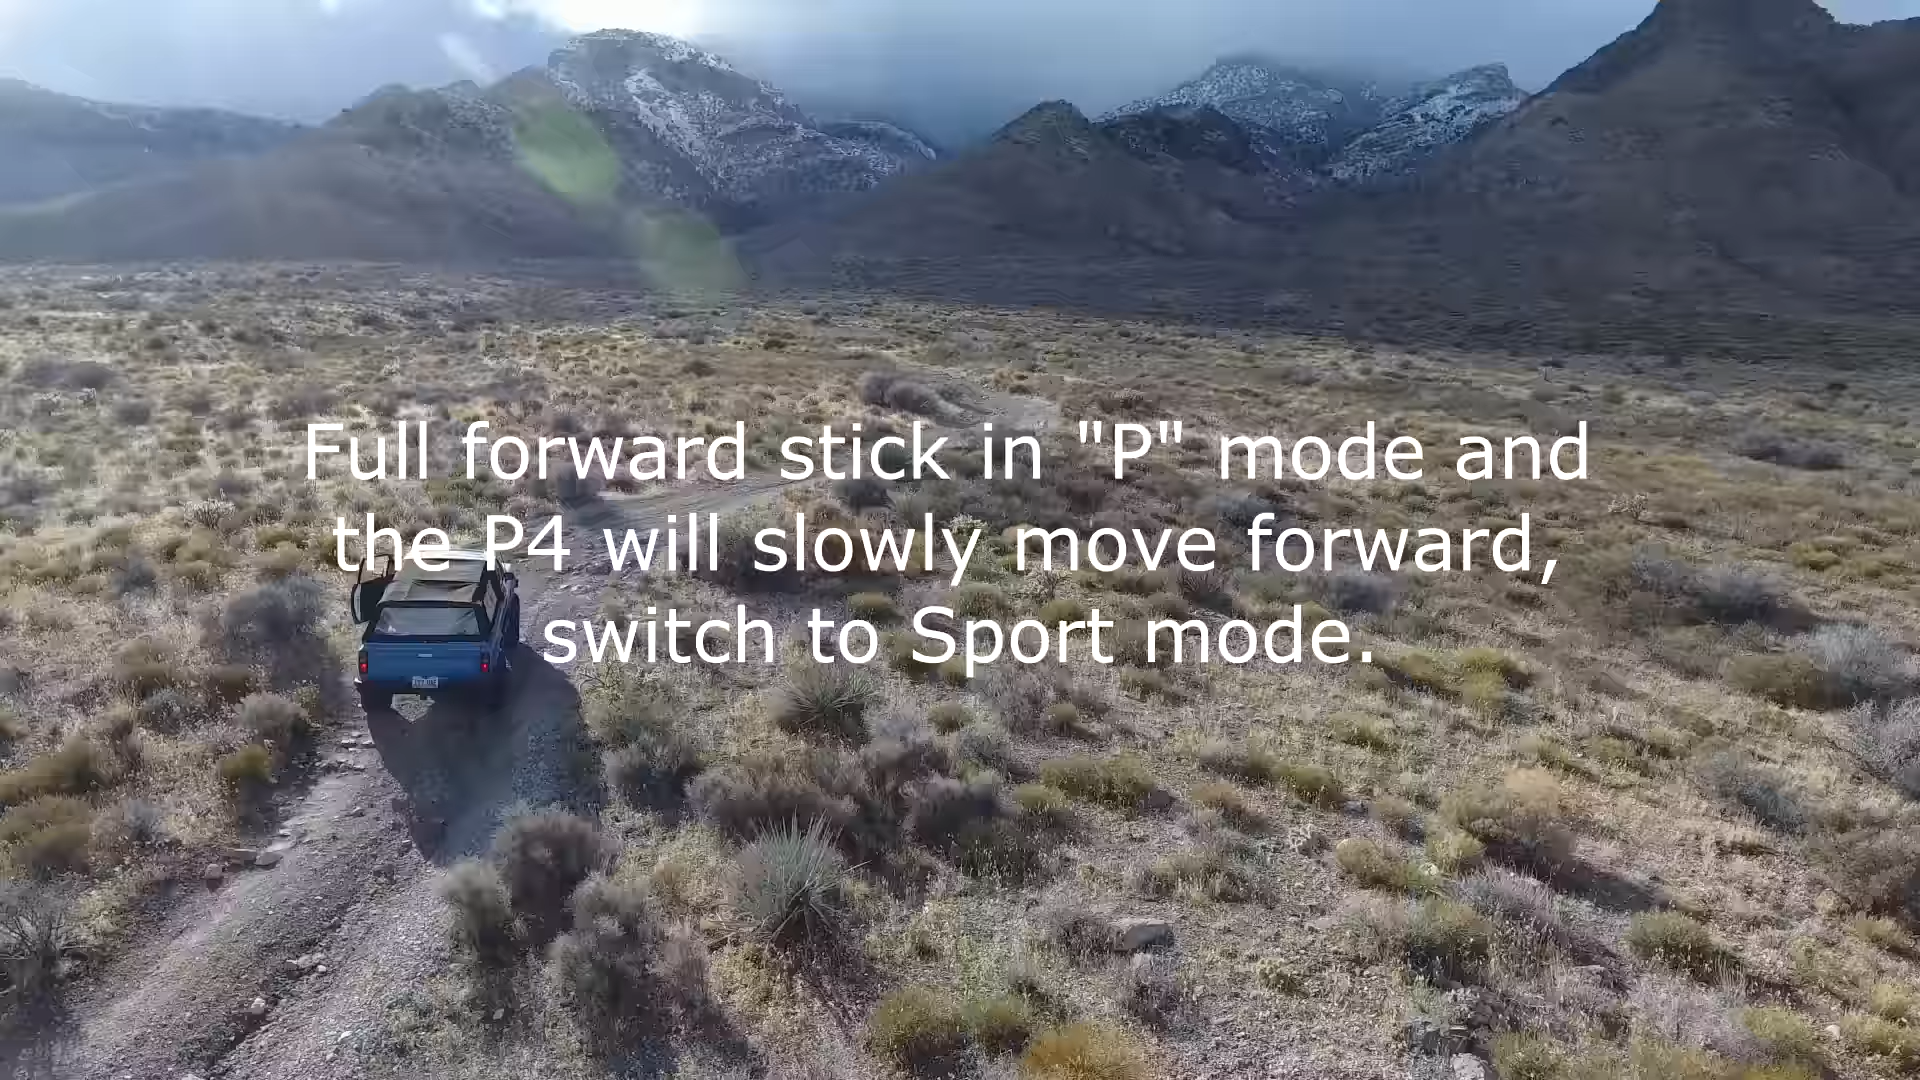 Full forward stick in "P" mode and
the P4 will slowly move forward,
switch to Sport mode.